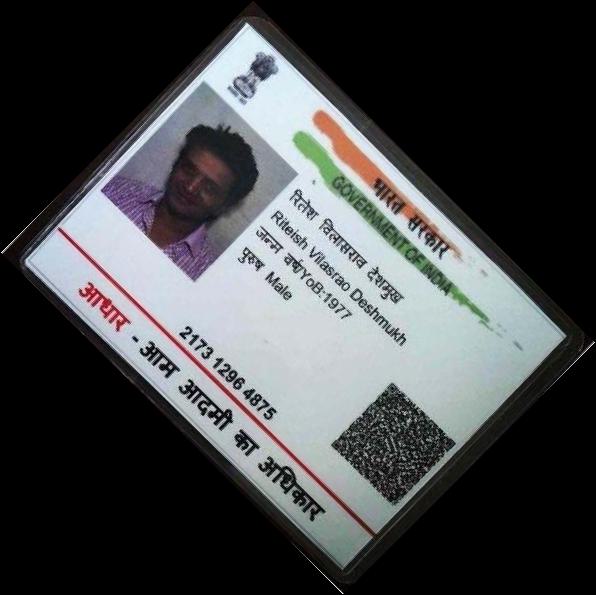 भारत सरकार
GOVERNMENT OF INDIA
रितेश विलासराव देशमुख
Riteish Vilasrao Deshmukh
जन्म वर्ष/YoB:1977
पुरुष Male
2173 1296 4875
आधार - आम आदमी का अधिकार